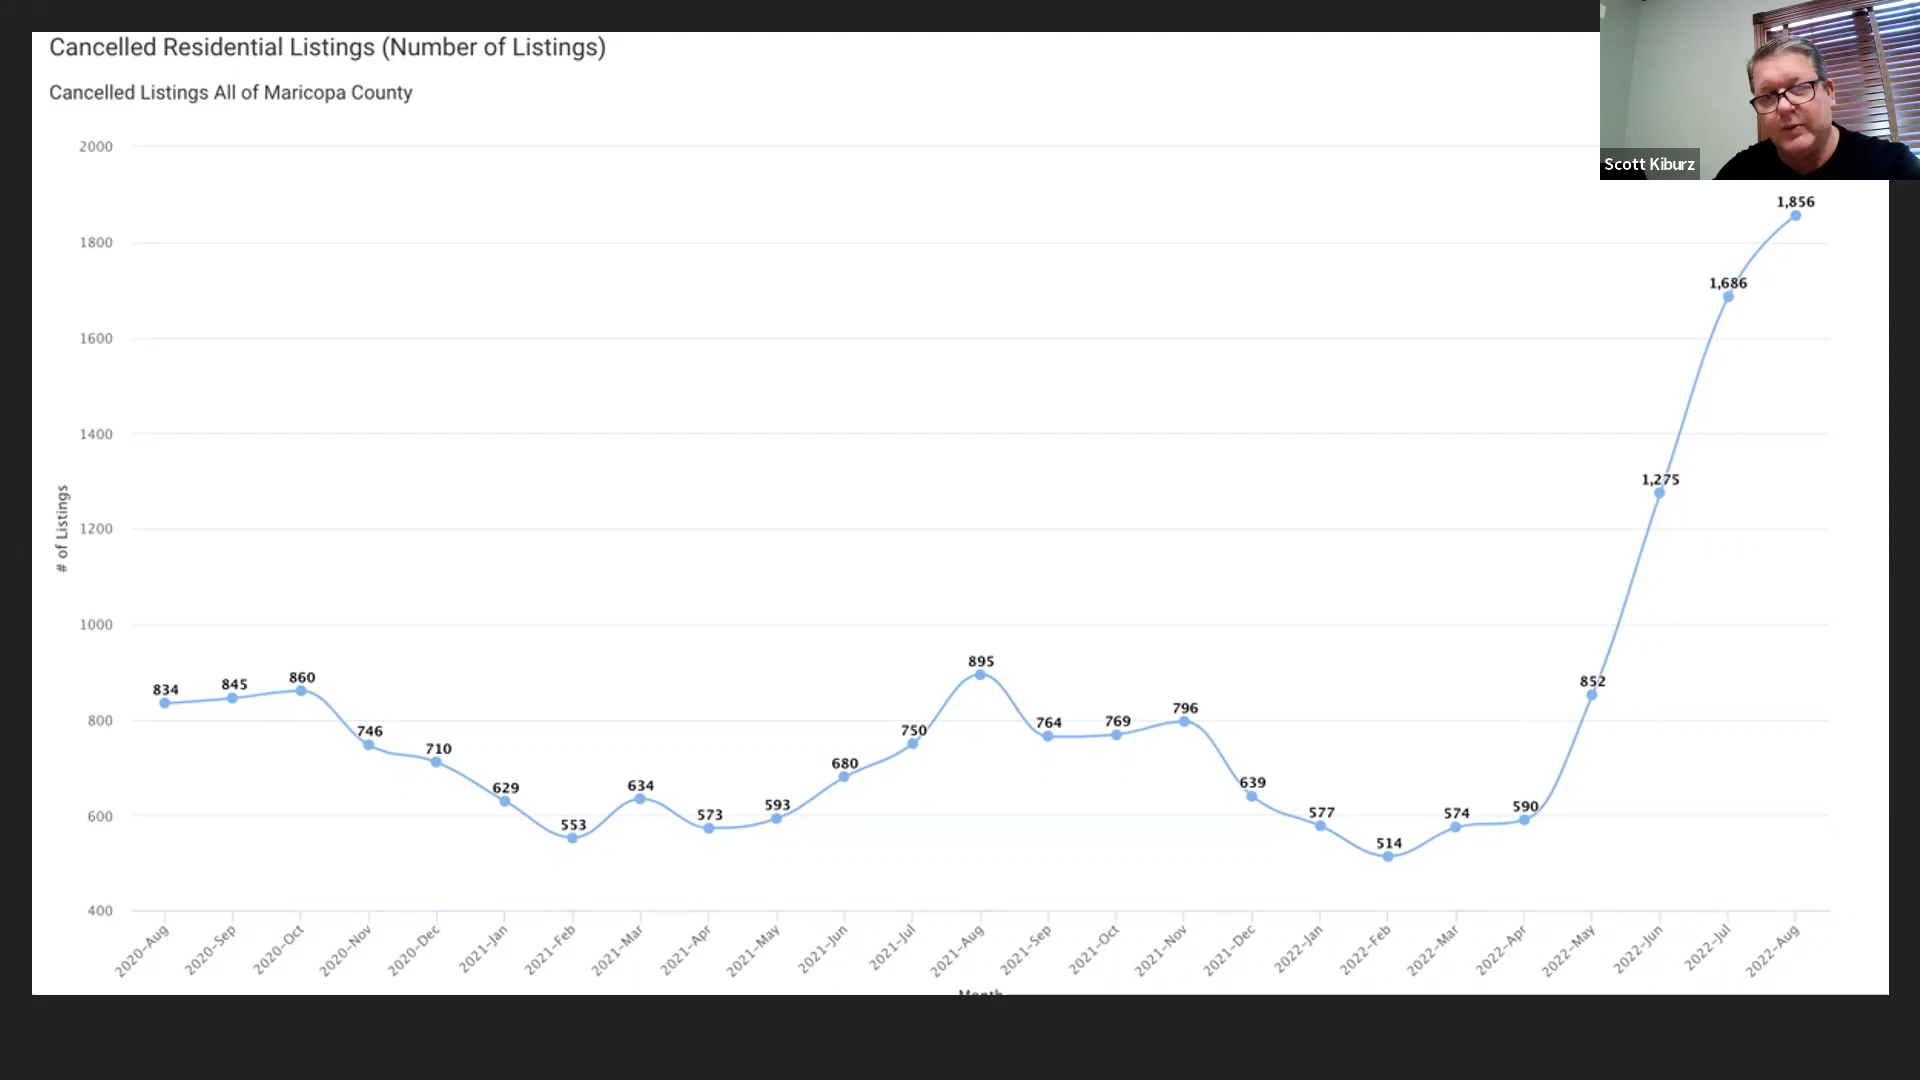 Cancelled Residential Listings (Number of Listings)
Cancelled Listings All of Maricopa County
Scott Kiburz
2000
1800
1600
1400
1200
1000
800
600
400
# of Listings
834
845
860
746
710
629
553
634
573
593
680
750
895
764
769
796
639
577
514
574
590
852
1,275
1,686
1,856
2020-Aug
2020-Sep
2020-Oct
2020-Nov
2020-Dec
2021-Jan
2021-Feb
2021-Mar
2021-Apr
2021-May
2021-Jun
2021-Jul
2021-Aug
2021-Sep
2021-Oct
2021-Nov
2021-Dec
2022-Jan
2022-Feb
2022-Mar
2022-Apr
2022-May
2022-Jun
2022-Jul
2022-Aug
Month